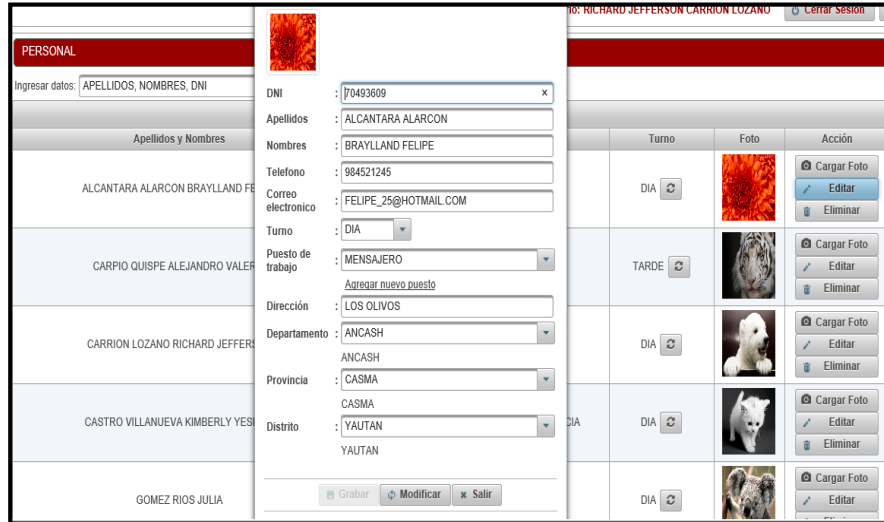 RICHARD JEFFERSON CARRION LOZANO Cerrar Sesión
PERSONAL
Ingresar datos: APELLIDOS, NOMBRES, DNI
Apellidos y Nombres Turno Foto Acción
ALCANTARA ALARCON BRAYLLAND FE DIA Cargar Foto
Editar
Eliminar
CARPIO QUISPE ALEJANDRO VALER TARDE Cargar Foto
Editar
Eliminar
CARRION LOZANO RICHARD JEFFERS DIA Cargar Foto
Editar
Eliminar
CASTRO VILLANUEVA KIMBERLY YESI CIA DIA Cargar Foto
Editar
Eliminar
GOMEZ RIOS JULIA DIA Cargar Foto
Editar
DNI : 70493609 ×
Apellidos : ALCANTARA ALARCON
Nombres : BRAYLLAND FELIPE
Telefono : 984521245
Correo
electronico : FELIPE_25@HOTMAIL.COM
Turno : DIA
Puesto de
trabajo : MENSAJERO
Agregar nuevo puesto
Dirección : LOS OLIVOS
Departamento : ANCASH
ANCASH
Provincia : CASMA
CASMA
Distrito : YAUTAN
YAUTAN
Grabar Modificar Salir